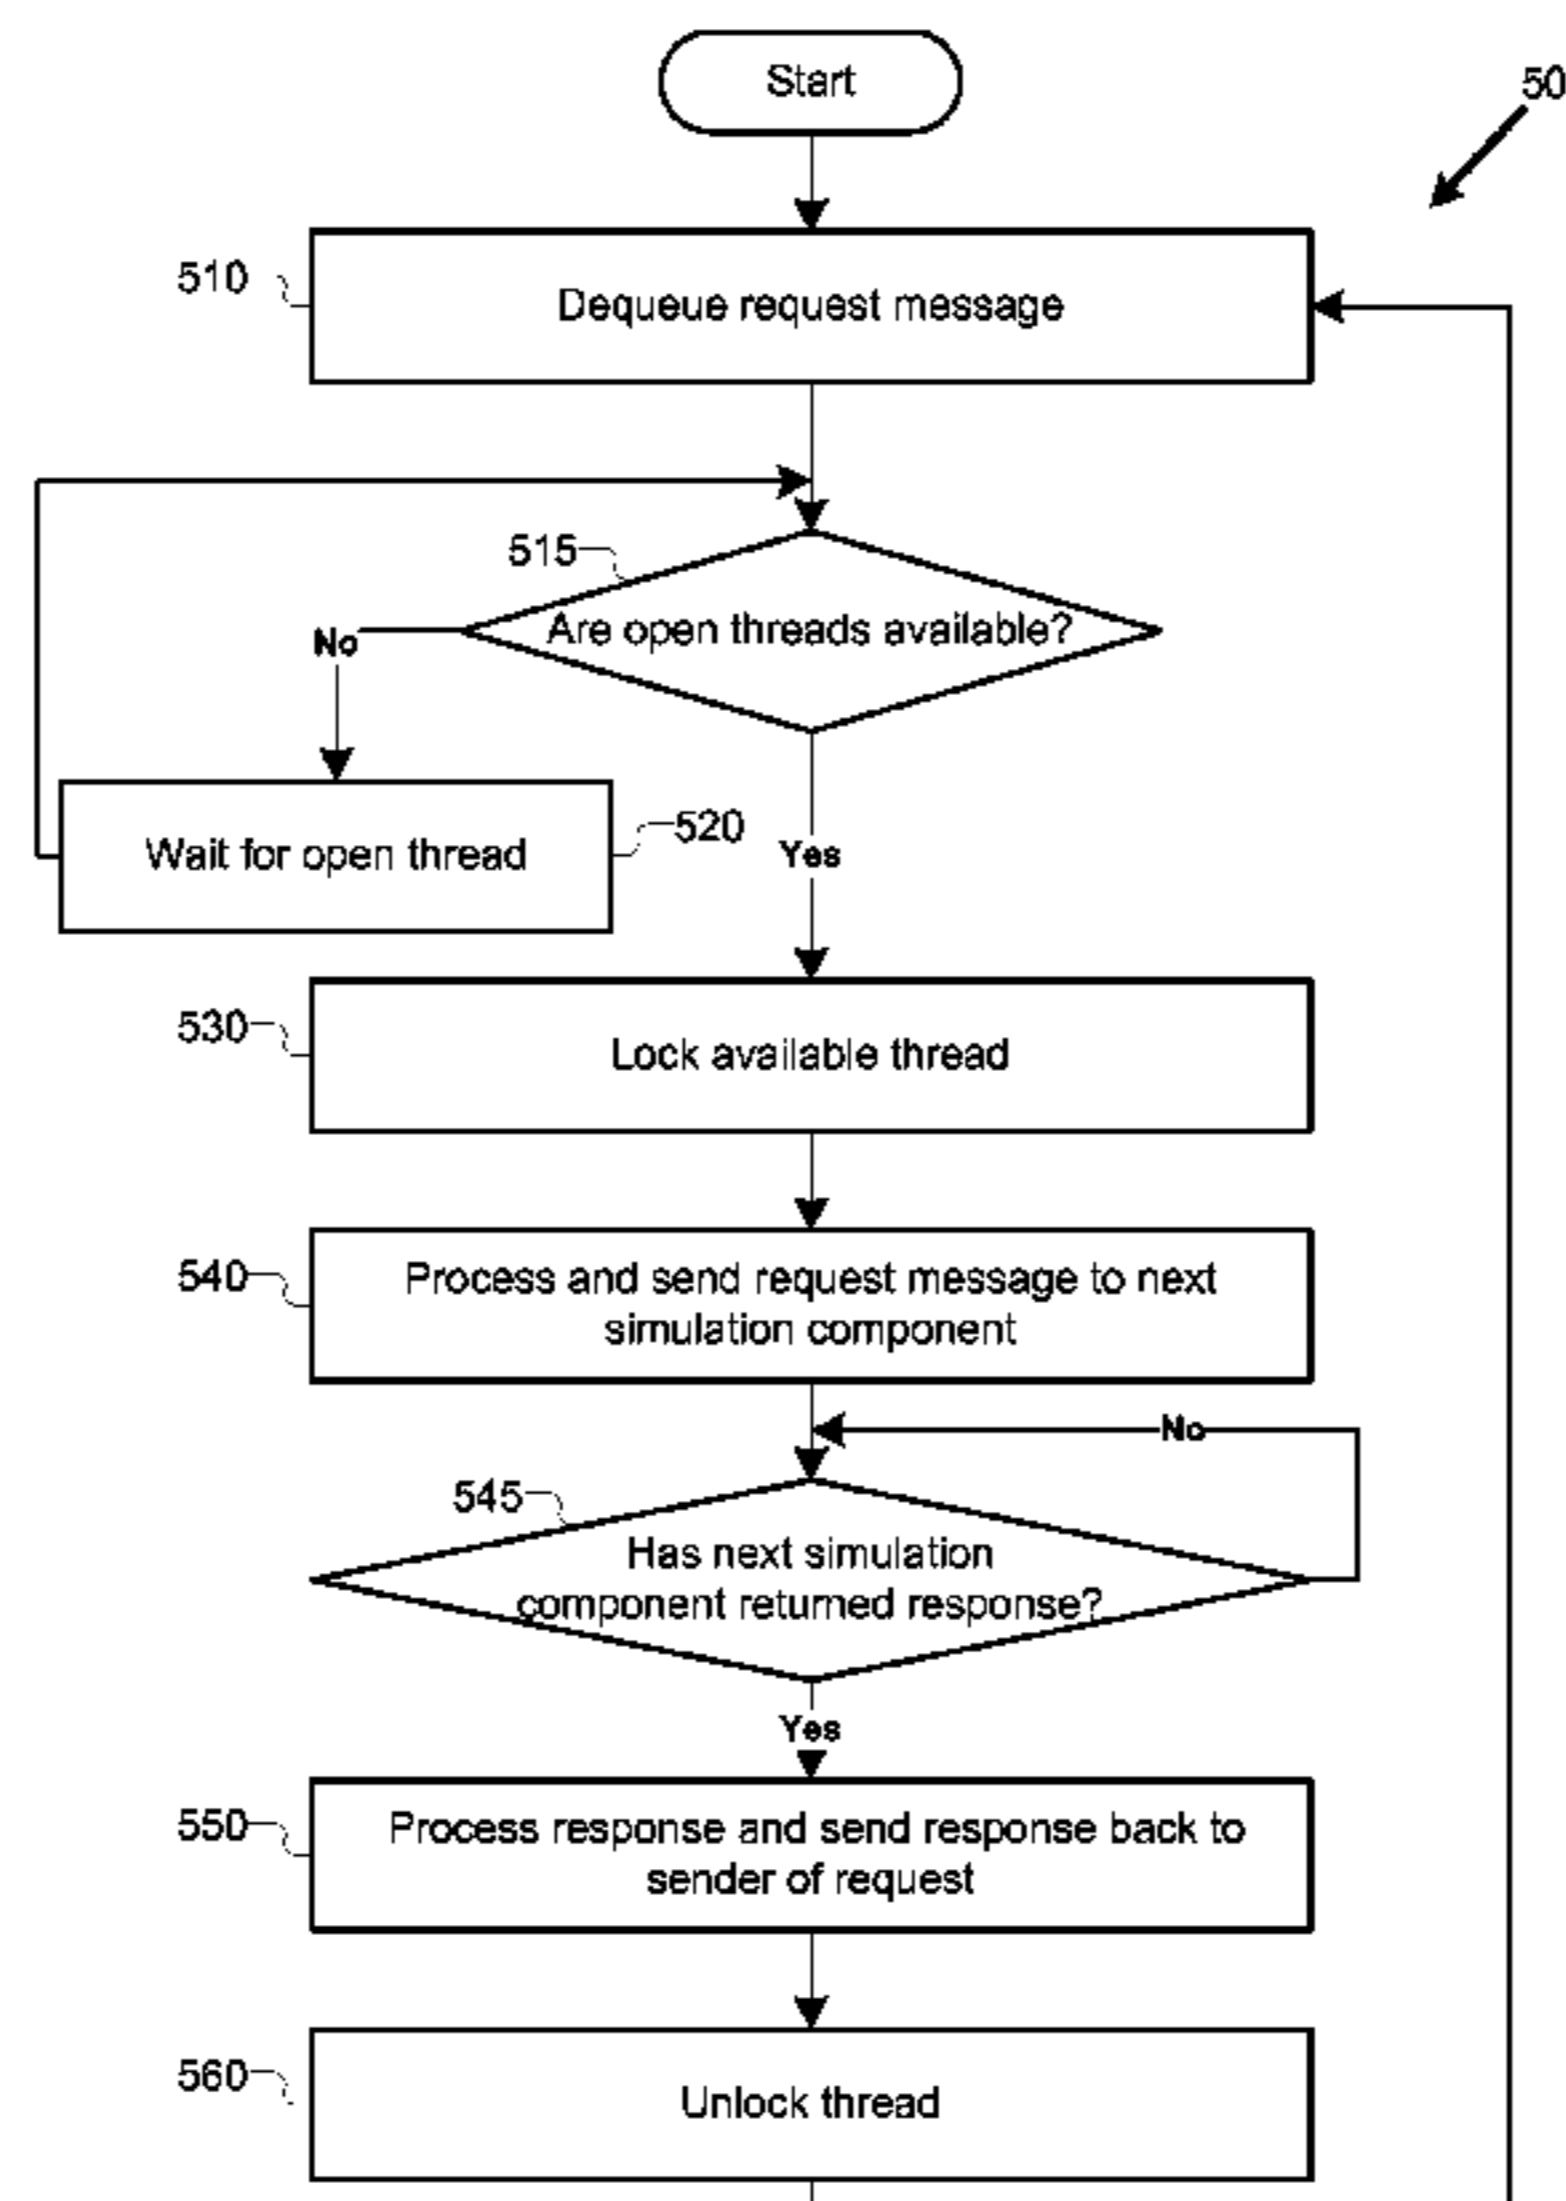 Start
50
510
Dequeue request message
515
Are open threads available?
No
Wait for open thread
520
Yes
530
Lock available thread
540
Process and send request message to next
simulation component
No
545
Has next simulation
component returned response?
Yes
550
Process response and send response back to
sender of request
560
Unlock thread